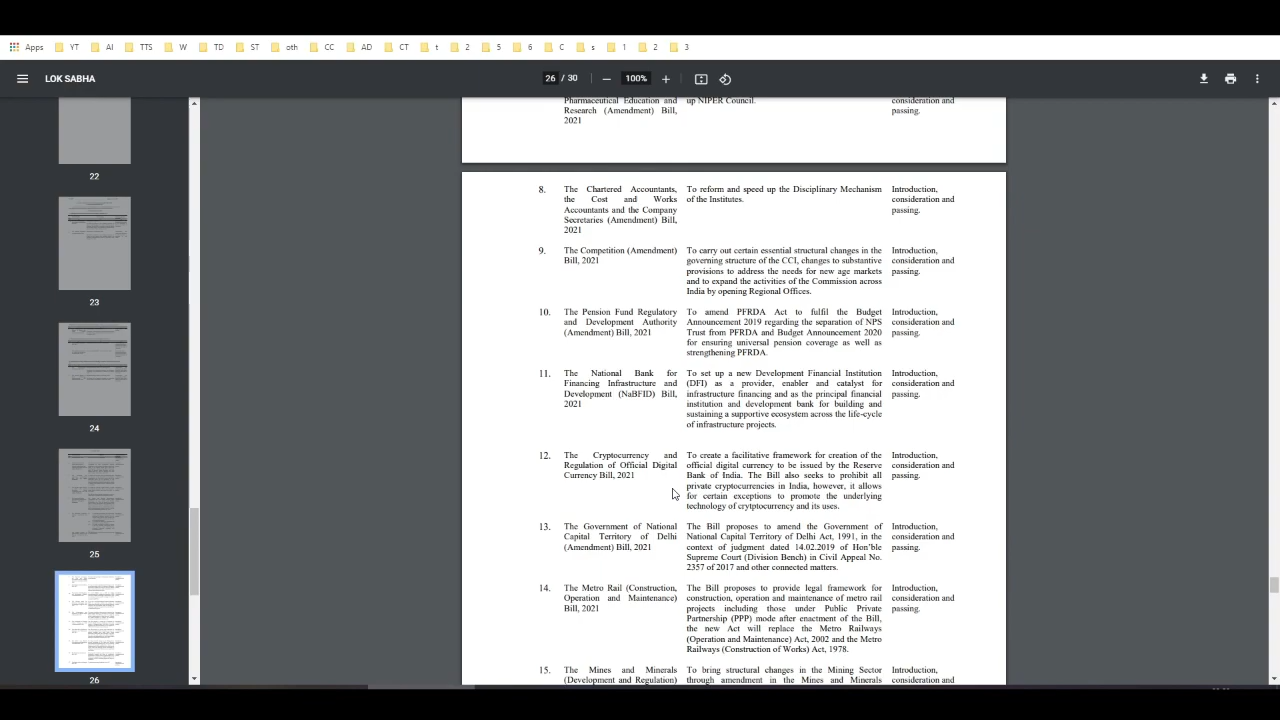 Apps YT AI TTS W TD ST oth CC AD CT t 2 5 6 C s 1 2 3
LOK SABHA
26 / 30
100%
22
23
24
25
26
Pharmaceutical Education and
Research (Amendment) Bill,
2021
up NIPER Council.
consideration and
passing.
8.
The Chartered Accountants,
the Cost and Works
Accountants and the Company
Secretaries (Amendment) Bill,
2021
To reform and speed up the Disciplinary Mechanism
of the Institutes.
Introduction,
consideration and
passing.
9.
The Competition (Amendment)
Bill, 2021
To carry out certain essential structural changes in the
governing structure of the CCI, changes to substantive
provisions to address the needs for new age markets
and to expand the activities of the Commission across
India by opening Regional Offices.
Introduction,
consideration and
passing.
10.
The Pension Fund Regulatory
and Development Authority
(Amendment) Bill, 2021
To amend PFRDA Act to fulfil the Budget
Announcement 2019 regarding the separation of NPS
Trust from PFRDA and Budget Announcement 2020
for ensuring universal pension coverage as well as
strengthening PFRDA.
Introduction,
consideration and
passing.
11.
The National Bank for
Financing Infrastructure and
Development (NaBFID) Bill,
2021
To set up a new Development Financial Institution
(DFI) as a provider, enabler and catalyst for
infrastructure financing and as the principal financial
institution and development bank for building and
sustaining a supportive ecosystem across the life-cycle
of infrastructure projects.
Introduction,
consideration and
passing.
12.
The Cryptocurrency and
Regulation of Official Digital
Currency Bill, 2021
To create a facilitative framework for creation of the
official digital currency to be issued by the Reserve
Bank of India. The Bill also seeks to prohibit all
private cryptocurrencies in India, however, it allows
for certain exceptions to promote the underlying
technology of cryrtocurrency and its uses.
Introduction,
consideration and
passing.
13.
The Government of National
Capital Territory of Delhi
(Amendment) Bill, 2021
The Bill proposes to amend the Government of
National Capital Territory of Delhi Act, 1991, in the
context of judgment dated 14.02.2019 of Hon'ble
Supreme Court (Division Bench) in Civil Appeal No.
2357 of 2017 and other connected matters.
Introduction,
consideration and
passing.
14.
The Metro Rail (Construction,
Operation and Maintenance)
Bill, 2021
The Bill proposes to provide legal framework for
construction, operation and maintenance of metro rail
projects including those under Public Private
Partnership (PPP) mode after enactment of the Bill,
the new Act will replace the Metro Railways
(Operation and Maintenance) Act, 2002 and the Metro
Railways (Construction of Works) Act, 1978.
Introduction,
consideration and
passing.
15.
The Mines and Minerals
(Development and Regulation)
To bring structural changes in the Mining Sector
through amendment in the Mines and Minerals
Introduction,
consideration and